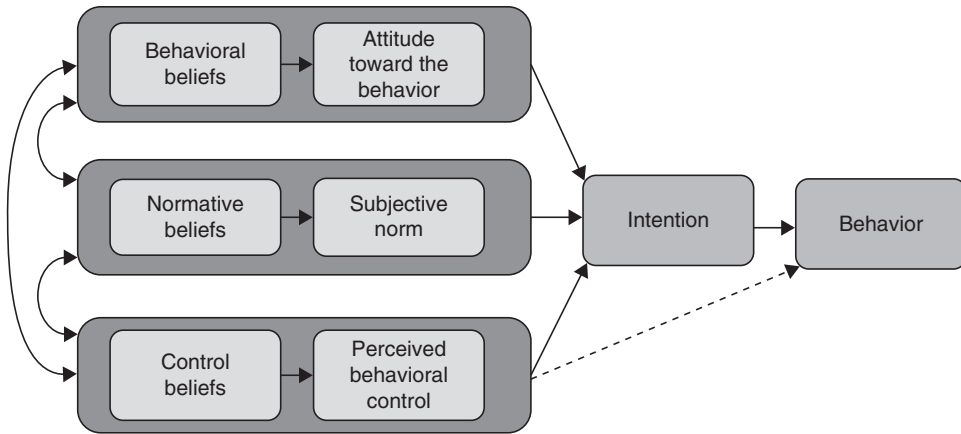 Behavioral
beliefs
Attitude
toward the
behavior
Normative
beliefs
Subjective
norm
Control
beliefs
Perceived
behavioral
control
Intention
Behavior